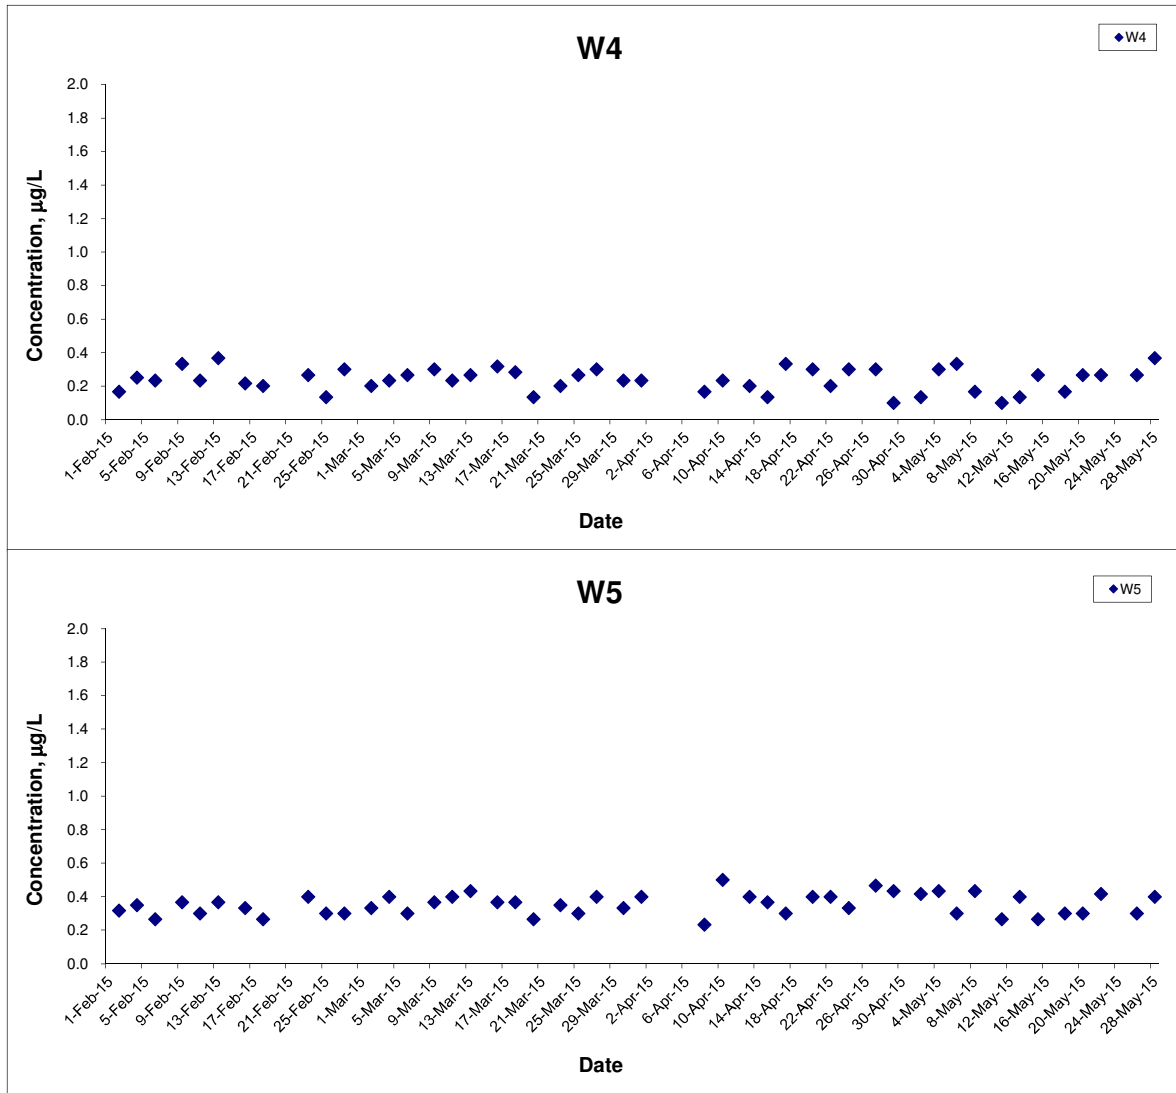 W4
W4
2.0
1.8
1.6
1.4
1.2
1.0
0.8
0.6
0.4
0.2
0.0
Concentration, µg/L
1-Feb-15
5-Feb-15
9-Feb-15
13-Feb-15
17-Feb-15
21-Feb-15
25-Feb-15
1-Mar-15
5-Mar-15
9-Mar-15
13-Mar-15
17-Mar-15
21-Mar-15
25-Mar-15
29-Mar-15
2-Apr-15
6-Apr-15
10-Apr-15
14-Apr-15
18-Apr-15
22-Apr-15
26-Apr-15
30-Apr-15
4-May-15
8-May-15
12-May-15
16-May-15
20-May-15
24-May-15
28-May-15
Date
W5
W5
2.0
1.8
1.6
1.4
1.2
1.0
0.8
0.6
0.4
0.2
0.0
Concentration, µg/L
1-Feb-15
5-Feb-15
9-Feb-15
13-Feb-15
17-Feb-15
21-Feb-15
25-Feb-15
1-Mar-15
5-Mar-15
9-Mar-15
13-Mar-15
17-Mar-15
21-Mar-15
25-Mar-15
29-Mar-15
2-Apr-15
6-Apr-15
10-Apr-15
14-Apr-15
18-Apr-15
22-Apr-15
26-Apr-15
30-Apr-15
4-May-15
8-May-15
12-May-15
16-May-15
20-May-15
24-May-15
28-May-15
Date